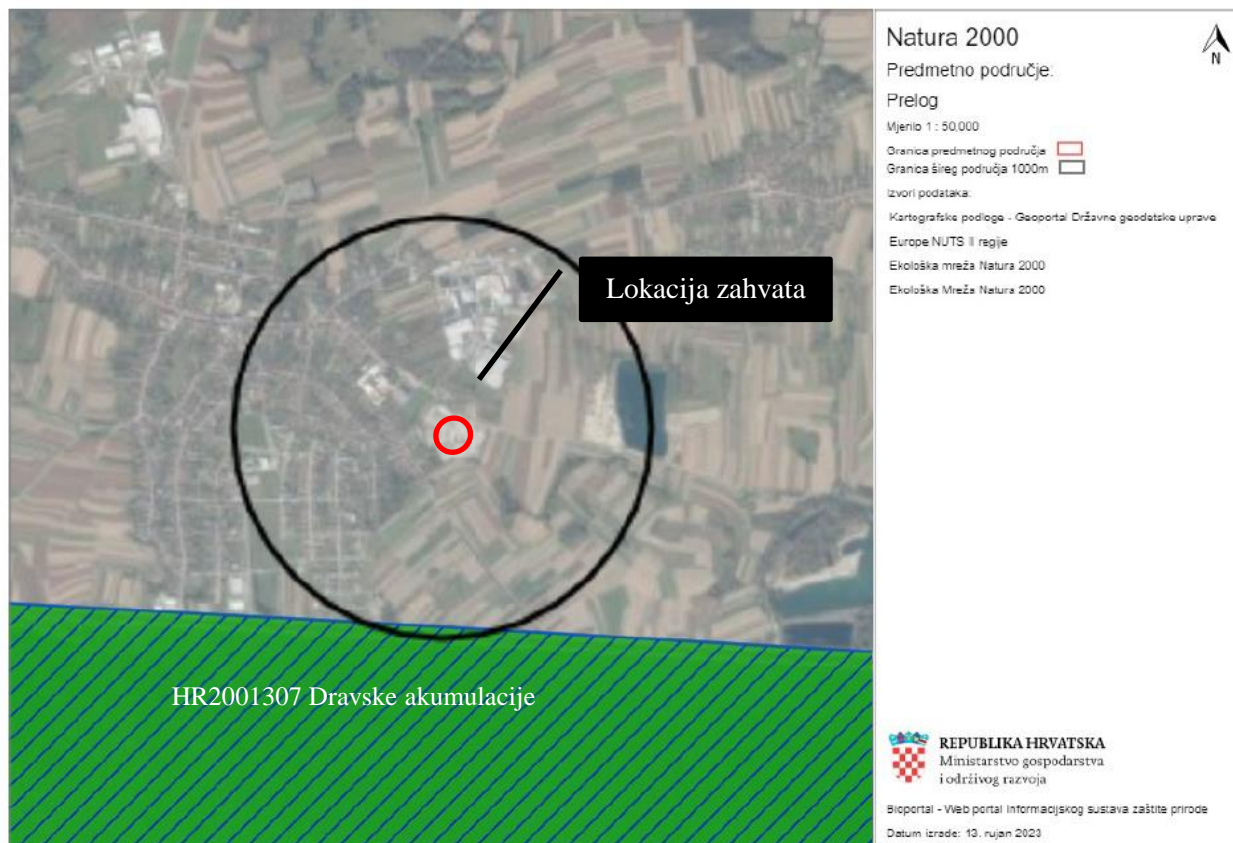 Natura 2000
Predmetno područje:
Prelog
Mjerilo 1 : 50,000
Granica predmetnog područja
Granica šireg područja 1000m
Izvori podataka:
Kartografske podloge - Geoportal Državne geodetske uprave
Europe NUTS II regije
Ekološka mreža Natura 2000
Ekološka Mreža Natura 2000
N
Lokacija zahvata
HR2001307 Dravske akumulacije
REPUBLIKA HRVATSKA
Ministarstvo gospodarstva
i održivog razvoja
Bioportal - Web portal Informacijskog sustava zaštite prirode
Datum izrade: 13. rujan 2023